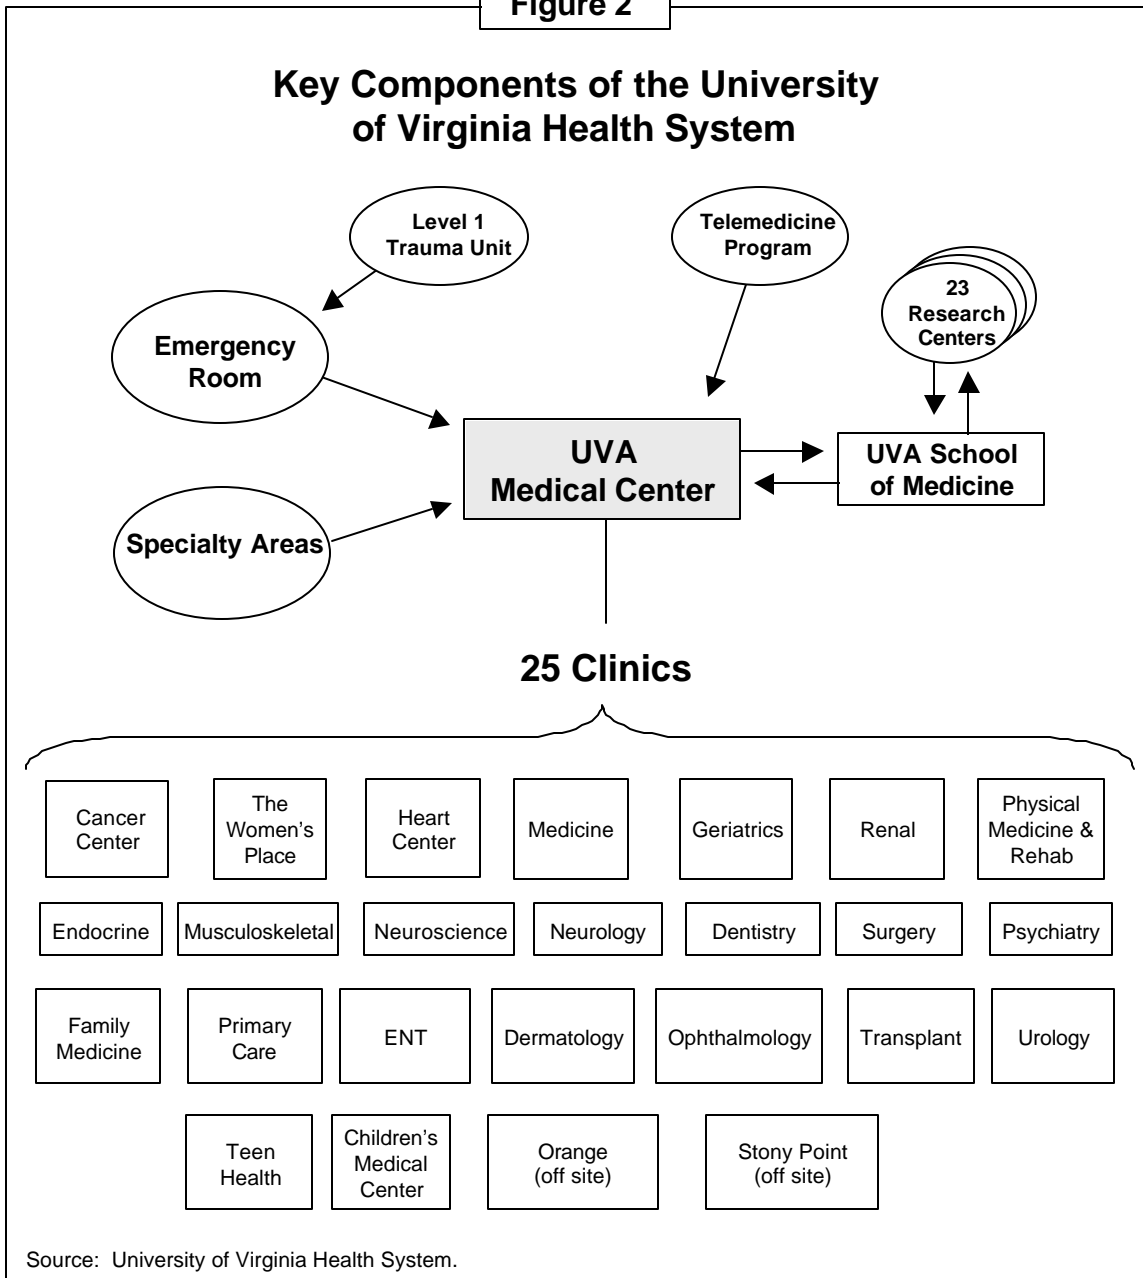 Figure 2
Key Components of the University
of Virginia Health System
Level 1
Trauma Unit
Telemedicine
Program
23
Research
Centers
Emergency
Room
UVA
Medical Center
UVA School
of Medicine
Specialty Areas
25 Clinics
Cancer
Center
The
Women's
Place
Heart
Center
Medicine
Geriatrics
Renal
Physical
Medicine &
Rehab
Endocrine
Musculoskeletal
Neuroscience
Neurology
Dentistry
Surgery
Psychiatry
Family
Medicine
Primary
Care
ENT
Dermatology
Ophthalmology
Transplant
Urology
Teen
Health
Children's
Medical
Center
Orange
(off site)
Stony Point
(off site)
Source:  University of Virginia Health System.